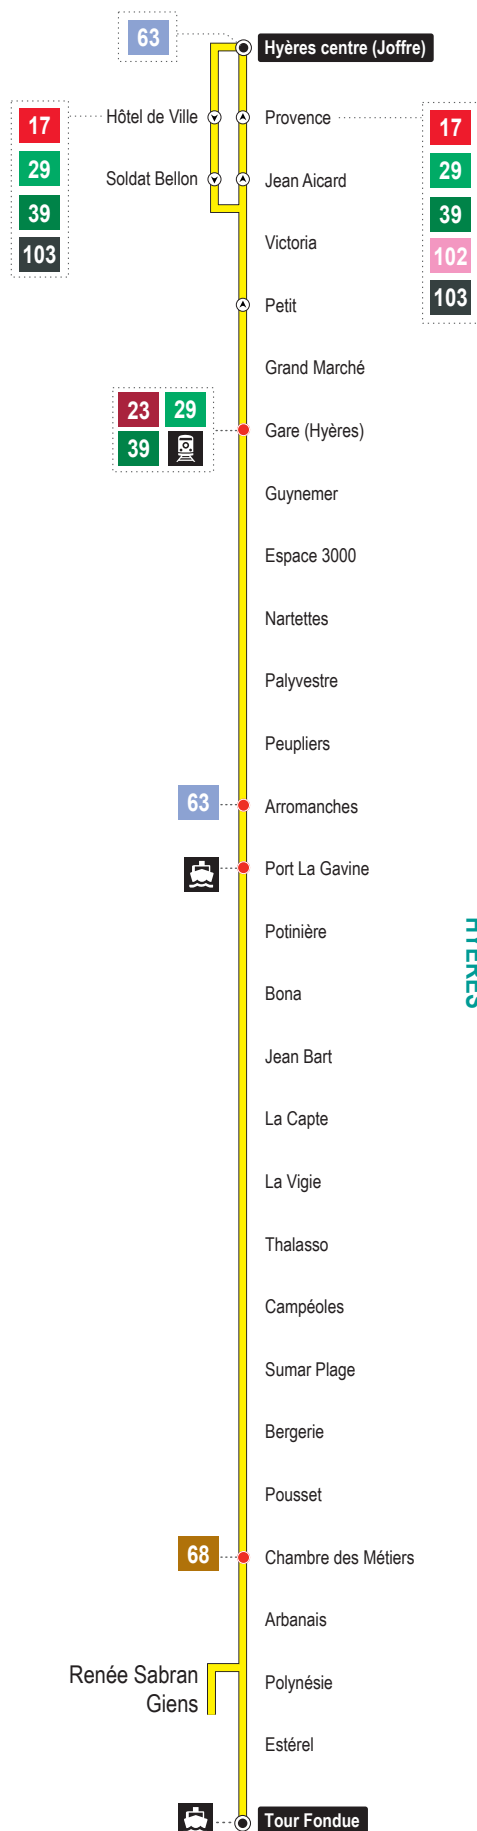 63
Hyères centre (Joffre)
Hôtel de Ville
Provence
17
29
39
103
17
29
39
102
103
Soldat Bellon
Jean Aicard
Victoria
Petit
Grand Marché
23
29
39
Gare (Hyères)
Guynemer
Espace 3000
Nartettes
Palyvestre
Peupliers
63
Arromanches
Port La Gavine
HYÈRES
Potinière
Bona
Jean Bart
La Capte
La Vigie
Thalasso
Campéoles
Sumar Plage
Bergerie
Pousset
68
Chambre des Métiers
Arbanais
Renée Sabran
Giens
Polynésie
Estérel
Tour Fondue